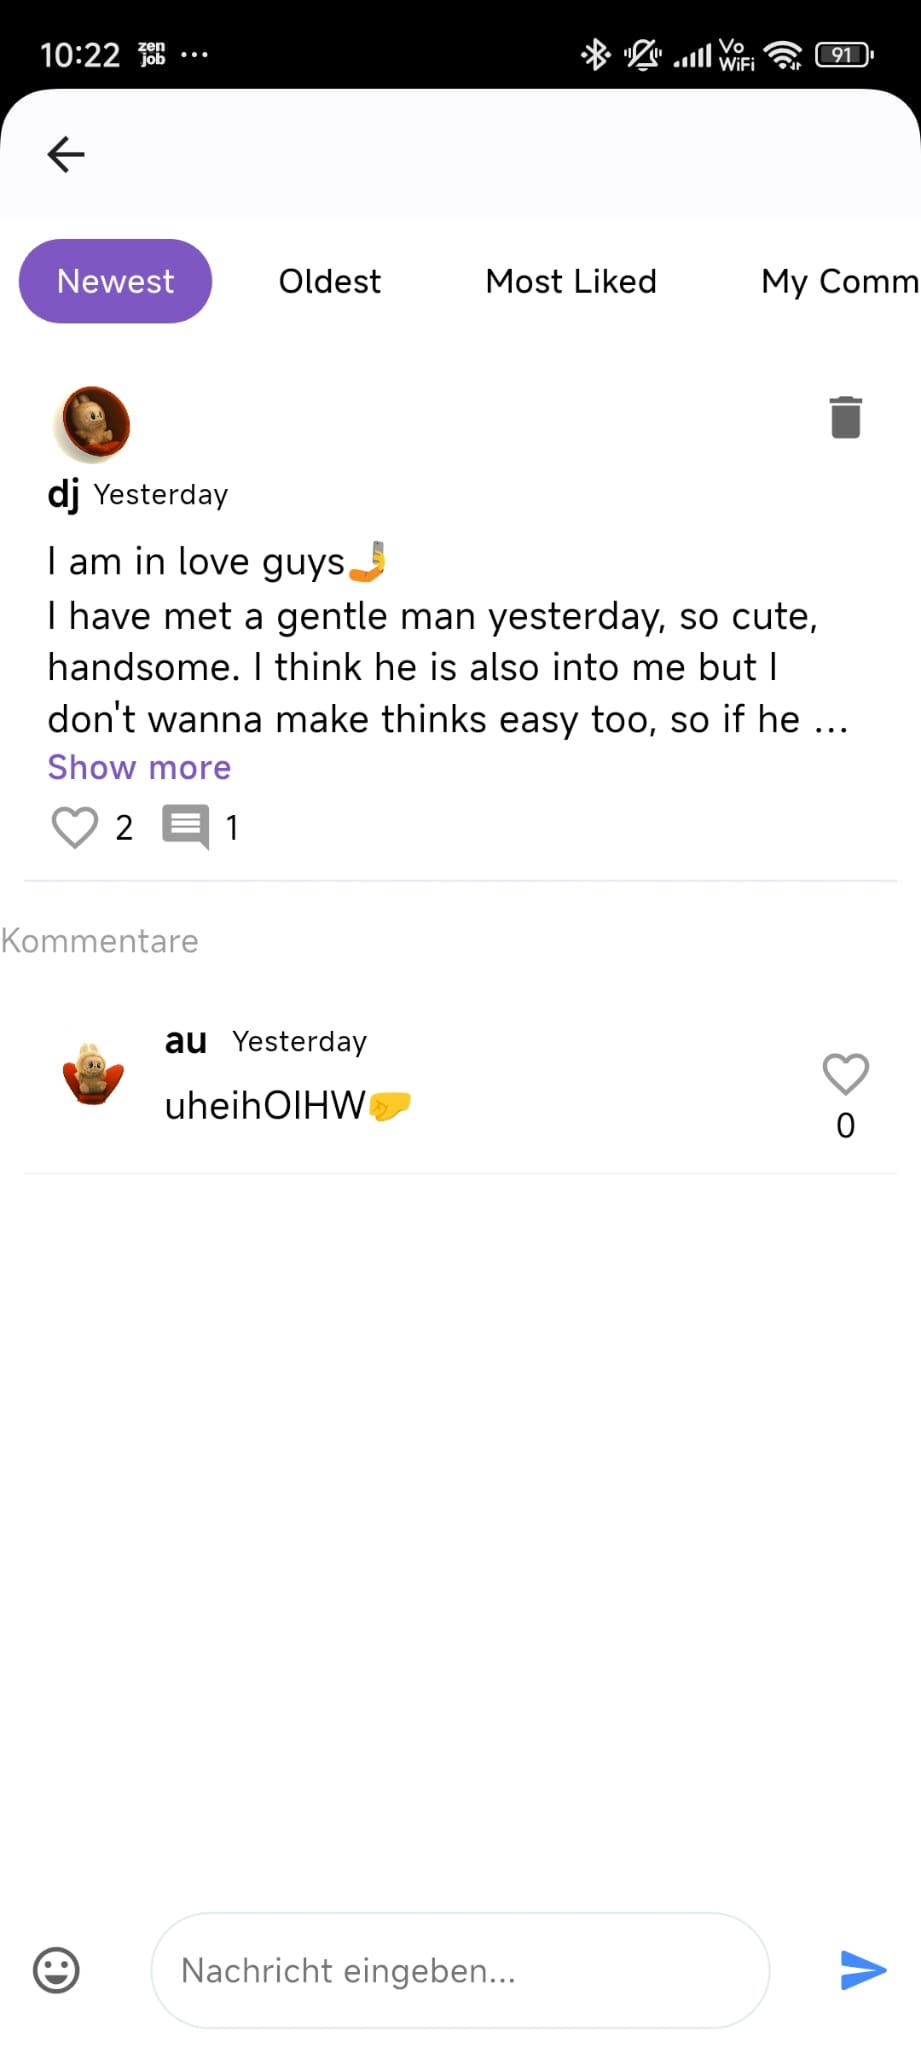 10:22 zen job ... Vo WiFi 91
Newest Oldest Most Liked My Comm
dj Yesterday
I am in love guys🤳
I have met a gentle man yesterday, so cute,
handsome. I think he is also into me but I
don't wanna make thinks easy too, so if he ...
Show more
2 1
Kommentare
au Yesterday
uheihOIHW🤛
0
Nachricht eingeben...